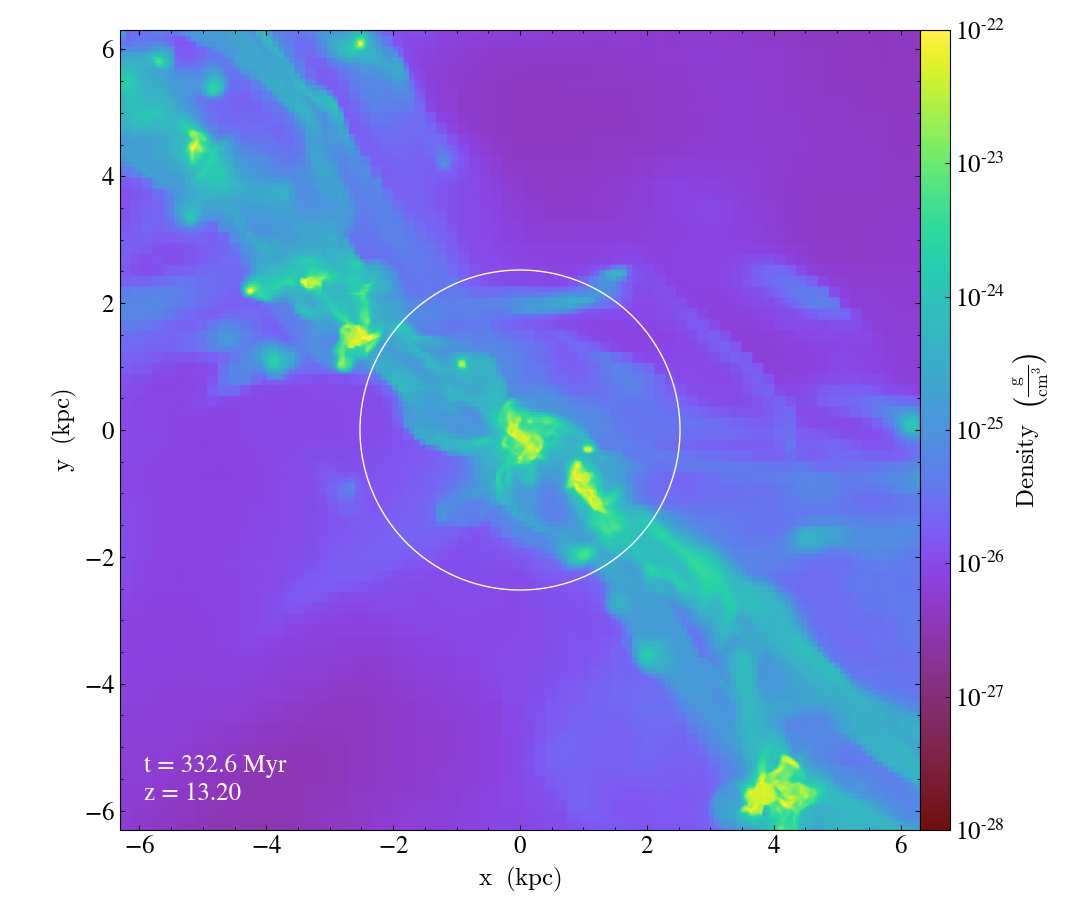 6
4
2
0
−2
−4
−6
y (kpc)
t = 332.6 Myr
z = 13.20
−6 −4 −2 0 2 4 6
x (kpc)
10^-22
10^-23
10^-24
10^-25
10^-26
10^-27
10^-28
Density (g/cm^3)